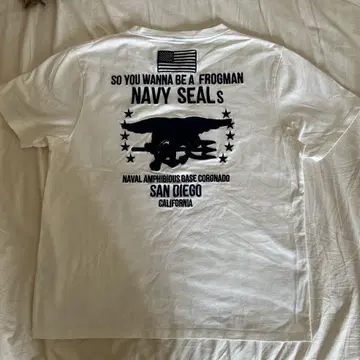 SO YOU WANNA BE A FROGMAN
NAVY SEALs
NAVAL AMPHIBIOUS BASE CORONADO
SAN DIEGO
CALIFORNIA